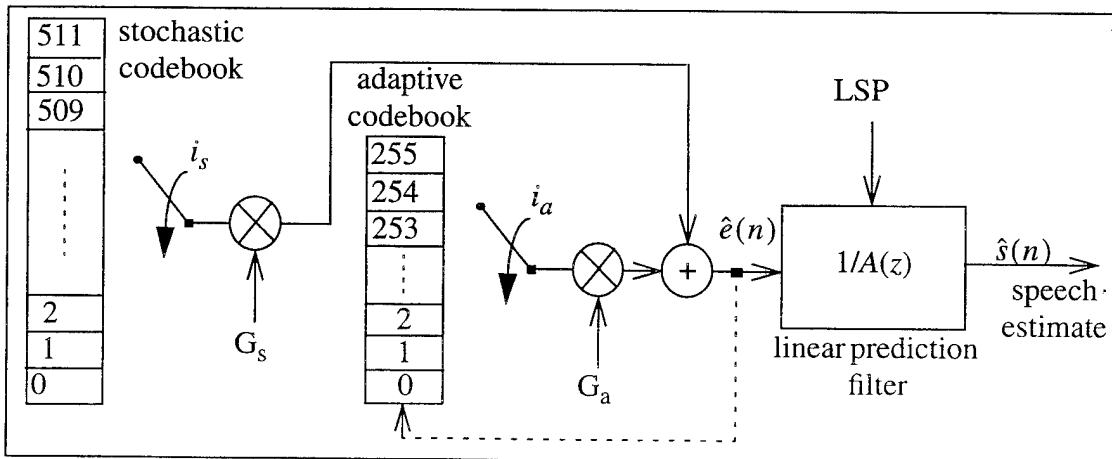 511
510
509
2
1
0
stochastic
codebook
i_s
G_s
adaptive
codebook
255
254
253
2
1
0
i_a
G_a
+
ê(n)
LSP
1/A(z)
linear prediction
filter
ŝ(n)
speech
estimate